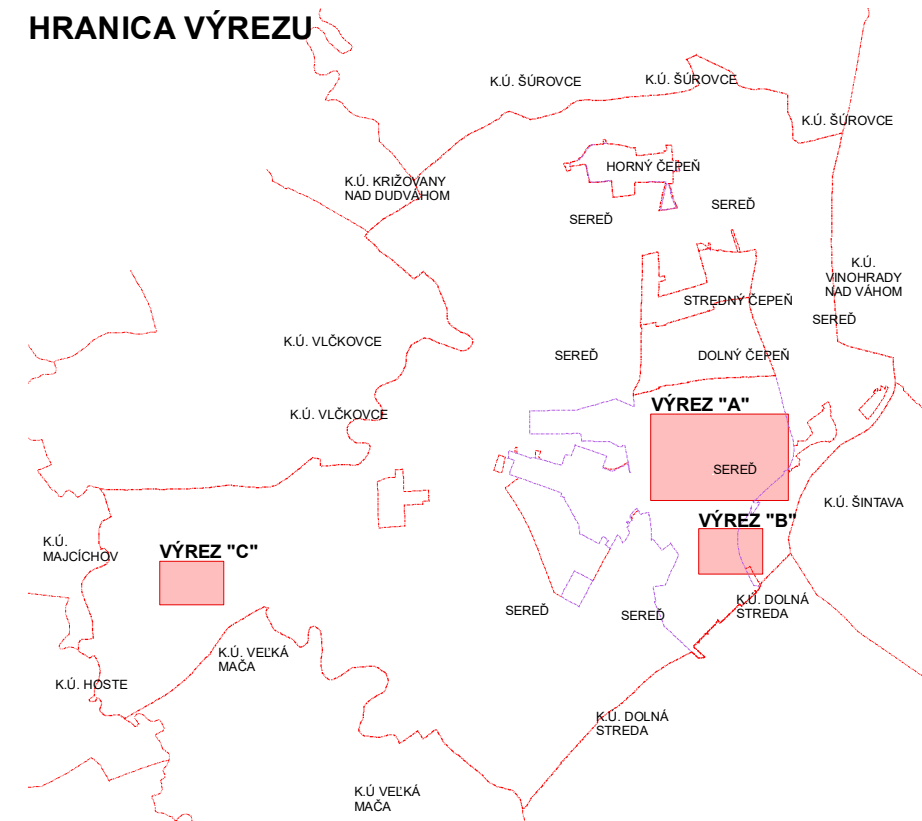 HRANICA VÝREZU
K.Ú. ŠÚROVCE
K.Ú. ŠÚROVCE
K.Ú. ŠÚROVCE
HORNÝ ČEPEŇ
K.Ú. KRIŽOVANY
NAD DUDVÁHOM
SEREĎ
SEREĎ
K.Ú.
VINOHRADY
NAD VÁHOM
STREDNÝ ČEPEŇ
SEREĎ
K.Ú. VLČKOVCE
SEREĎ
DOLNÝ ČEPEŇ
K.Ú. VLČKOVCE
VÝREZ "A"
SEREĎ
K.Ú. ŠINTAVA
VÝREZ "B"
K.Ú.
MAJCÍCHOV
VÝREZ "C"
SEREĎ
SEREĎ
K.Ú. DOLNÁ
STREDA
K.Ú. VEĽKÁ
MAČA
K.Ú. HOSTE
K.Ú. DOLNÁ
STREDA
K.Ú VEĽKÁ
MAČA